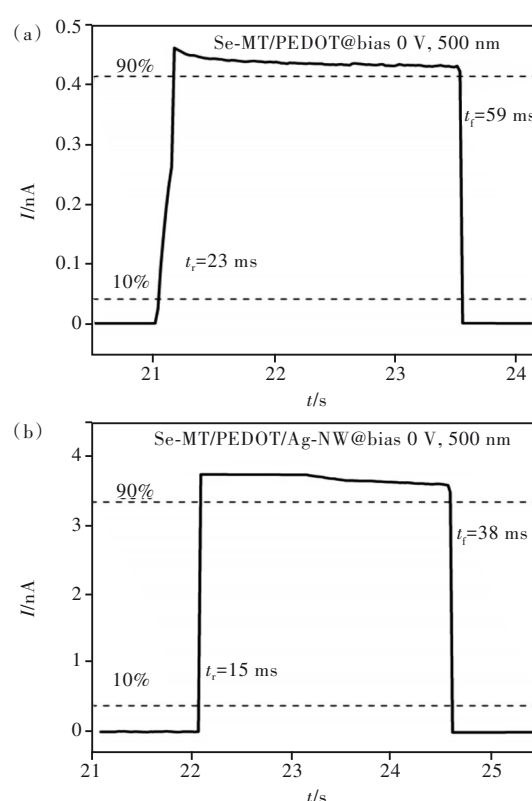 (a)
Se-MT/PEDOT@bias 0 V, 500 nm
0.5
90%
0.4
t_f=59 ms
0.3
I/nA
0.2
t_r=23 ms
10%
0.1
0
21
22
23
24
t/s
(b)
Se-MT/PEDOT/Ag-NW@bias 0 V, 500 nm
4
90%
3
t_f=38 ms
I/nA
2
1
t_r=15 ms
10%
0
21
22
23
24
25
t/s